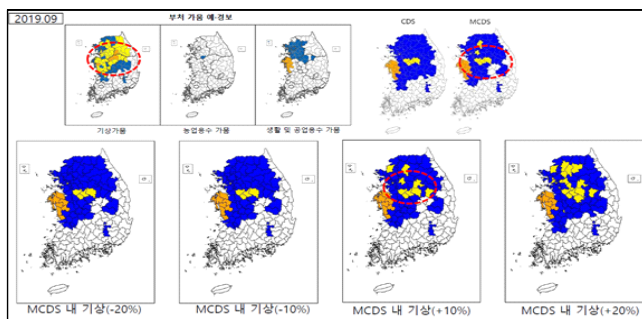 2019.09
부처 가뭄 예·경보
CDS
MCDS
기상가뭄
농업용수 가뭄
생활 및 공업용수 가뭄
MCDS 내 기상(-20%)
MCDS 내 기상(-10%)
MCDS 내 기상(+10%)
MCDS 내 기상(+20%)